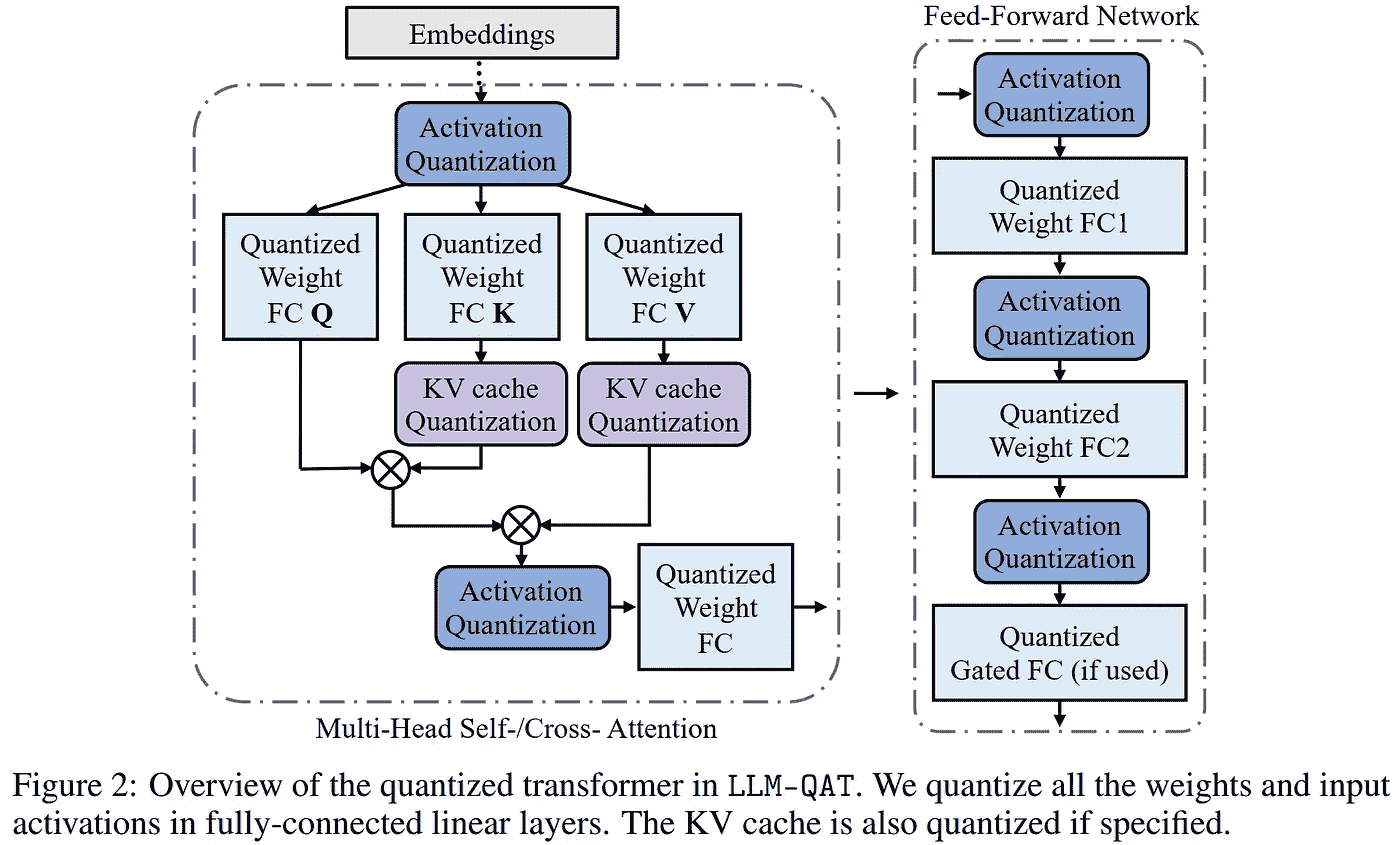 Embeddings
Activation
Quantization
Quantized
Weight
FC Q
Quantized
Weight
FC K
Quantized
Weight
FC V
KV cache
Quantization
KV cache
Quantization
Activation
Quantization
Quantized
Weight
FC
Multi-Head Self-/Cross- Attention
Feed-Forward Network
Activation
Quantization
Quantized
Weight FC1
Activation
Quantization
Quantized
Weight FC2
Activation
Quantization
Quantized
Gated FC (if used)
Figure 2: Overview of the quantized transformer in LLM-QAT. We quantize all the weights and input
activations in fully-connected linear layers. The KV cache is also quantized if specified.